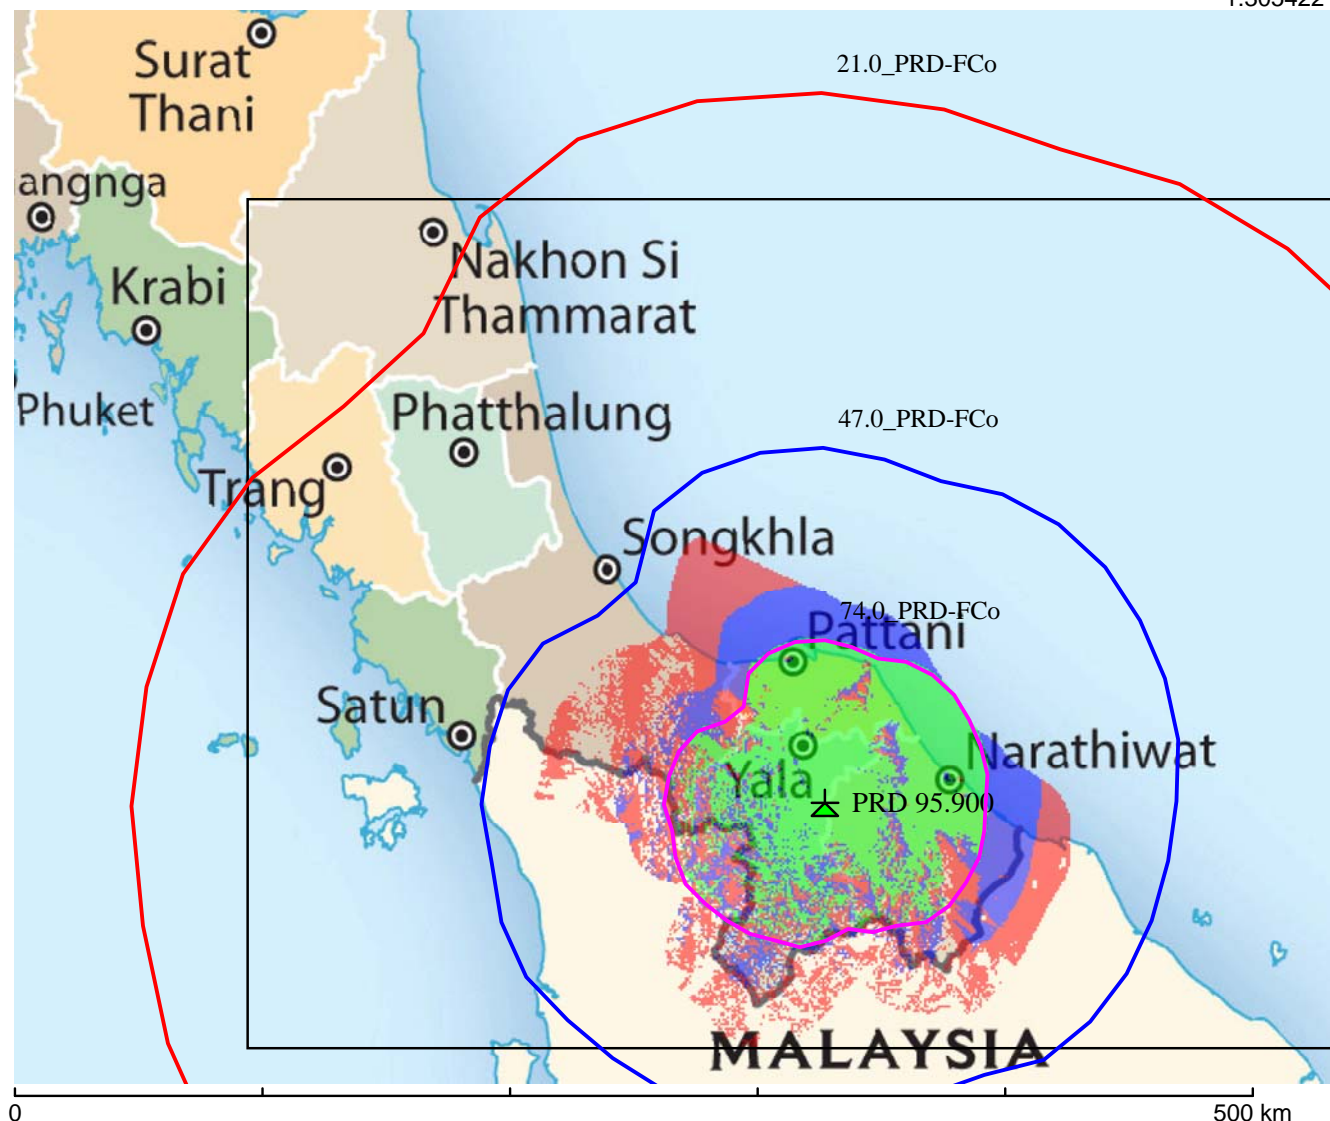 21.0_PRD-FCo
Surat
Thani
angnga
Nakhon Si
Thammarat
Krabi
Phuket
Phatthalung
47.0_PRD-FCo
Trang
Songkhla
74.0_PRD-FCo
Pattani
Satun
Narathiwat
Yala
PRD 95.900
MALAYSIA
0
500 km